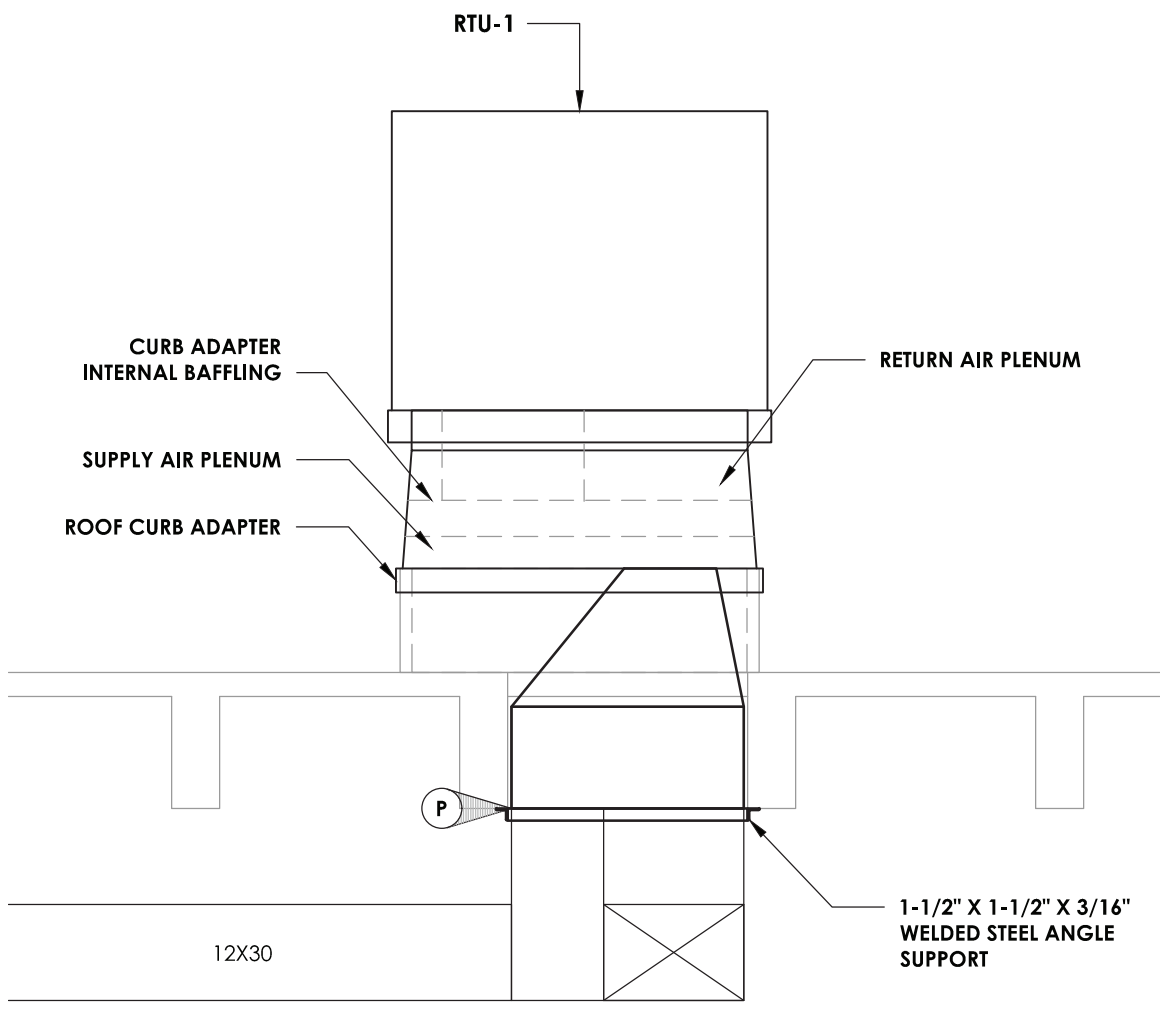 RTU-1
CURB ADAPTER
INTERNAL BAFFLING
RETURN AIR PLENUM
SUPPLY AIR PLENUM
ROOF CURB ADAPTER
P
1-1/2" X 1-1/2" X 3/16"
WELDED STEEL ANGLE
SUPPORT
12X30